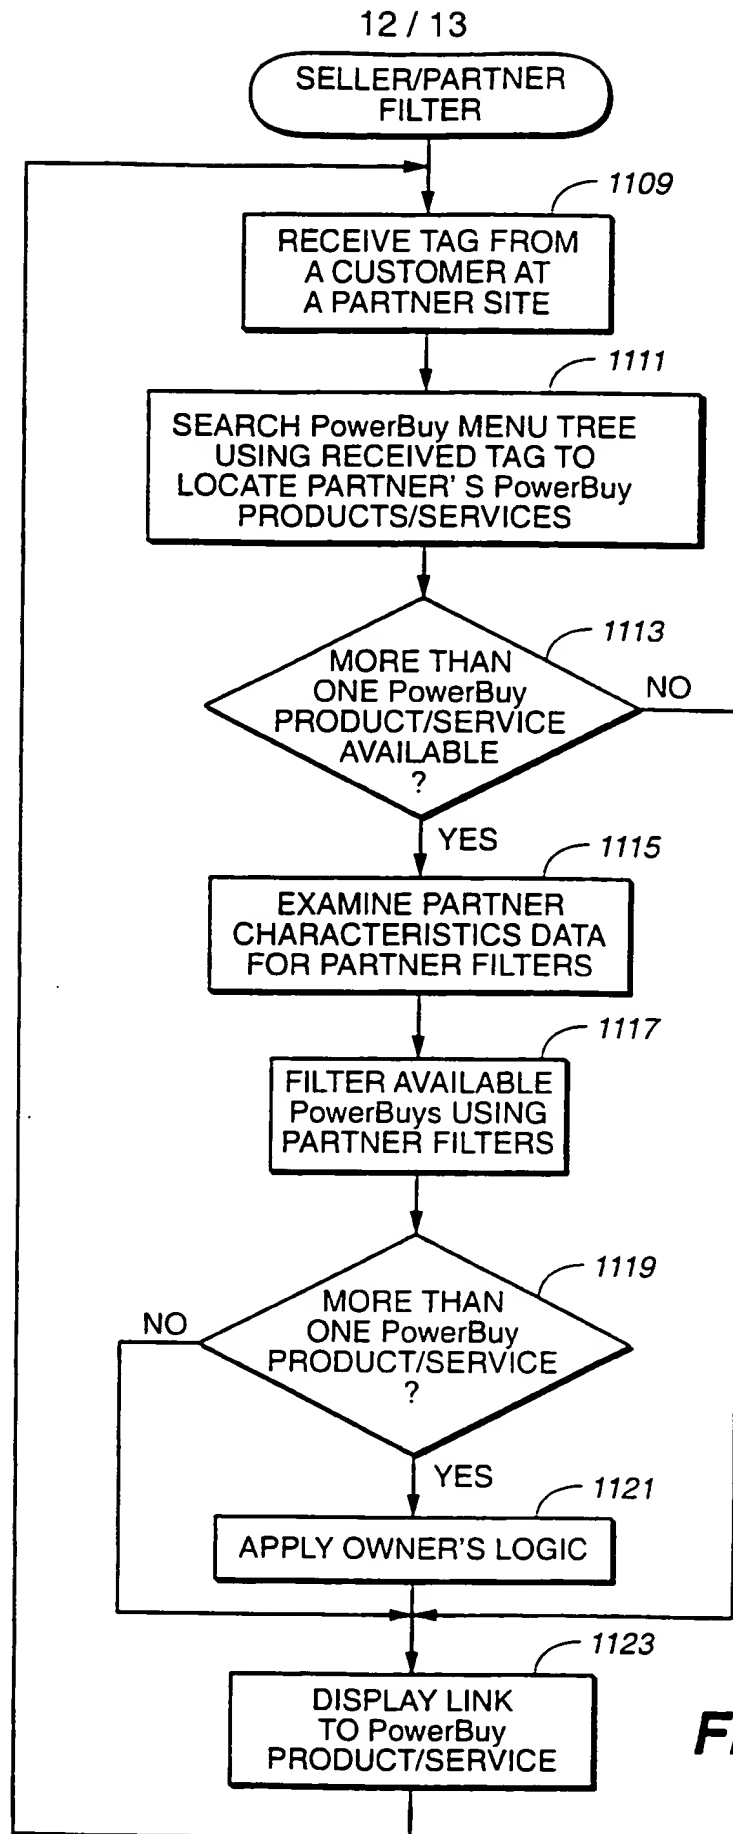 12 / 13
SELLER/PARTNER
FILTER
1109
RECEIVE TAG FROM
A CUSTOMER AT
A PARTNER SITE
1111
SEARCH PowerBuy MENU TREE
USING RECEIVED TAG TO
LOCATE PARTNER' S PowerBuy
PRODUCTS/SERVICES
1113
MORE THAN
ONE PowerBuy
PRODUCT/SERVICE
AVAILABLE
?
NO
YES
1115
EXAMINE PARTNER
CHARACTERISTICS DATA
FOR PARTNER FILTERS
1117
FILTER AVAILABLE
PowerBuys USING
PARTNER FILTERS
1119
MORE THAN
ONE PowerBuy
PRODUCT/SERVICE
?
NO
YES
1121
APPLY OWNER'S LOGIC
1123
DISPLAY LINK
TO PowerBuy
PRODUCT/SERVICE